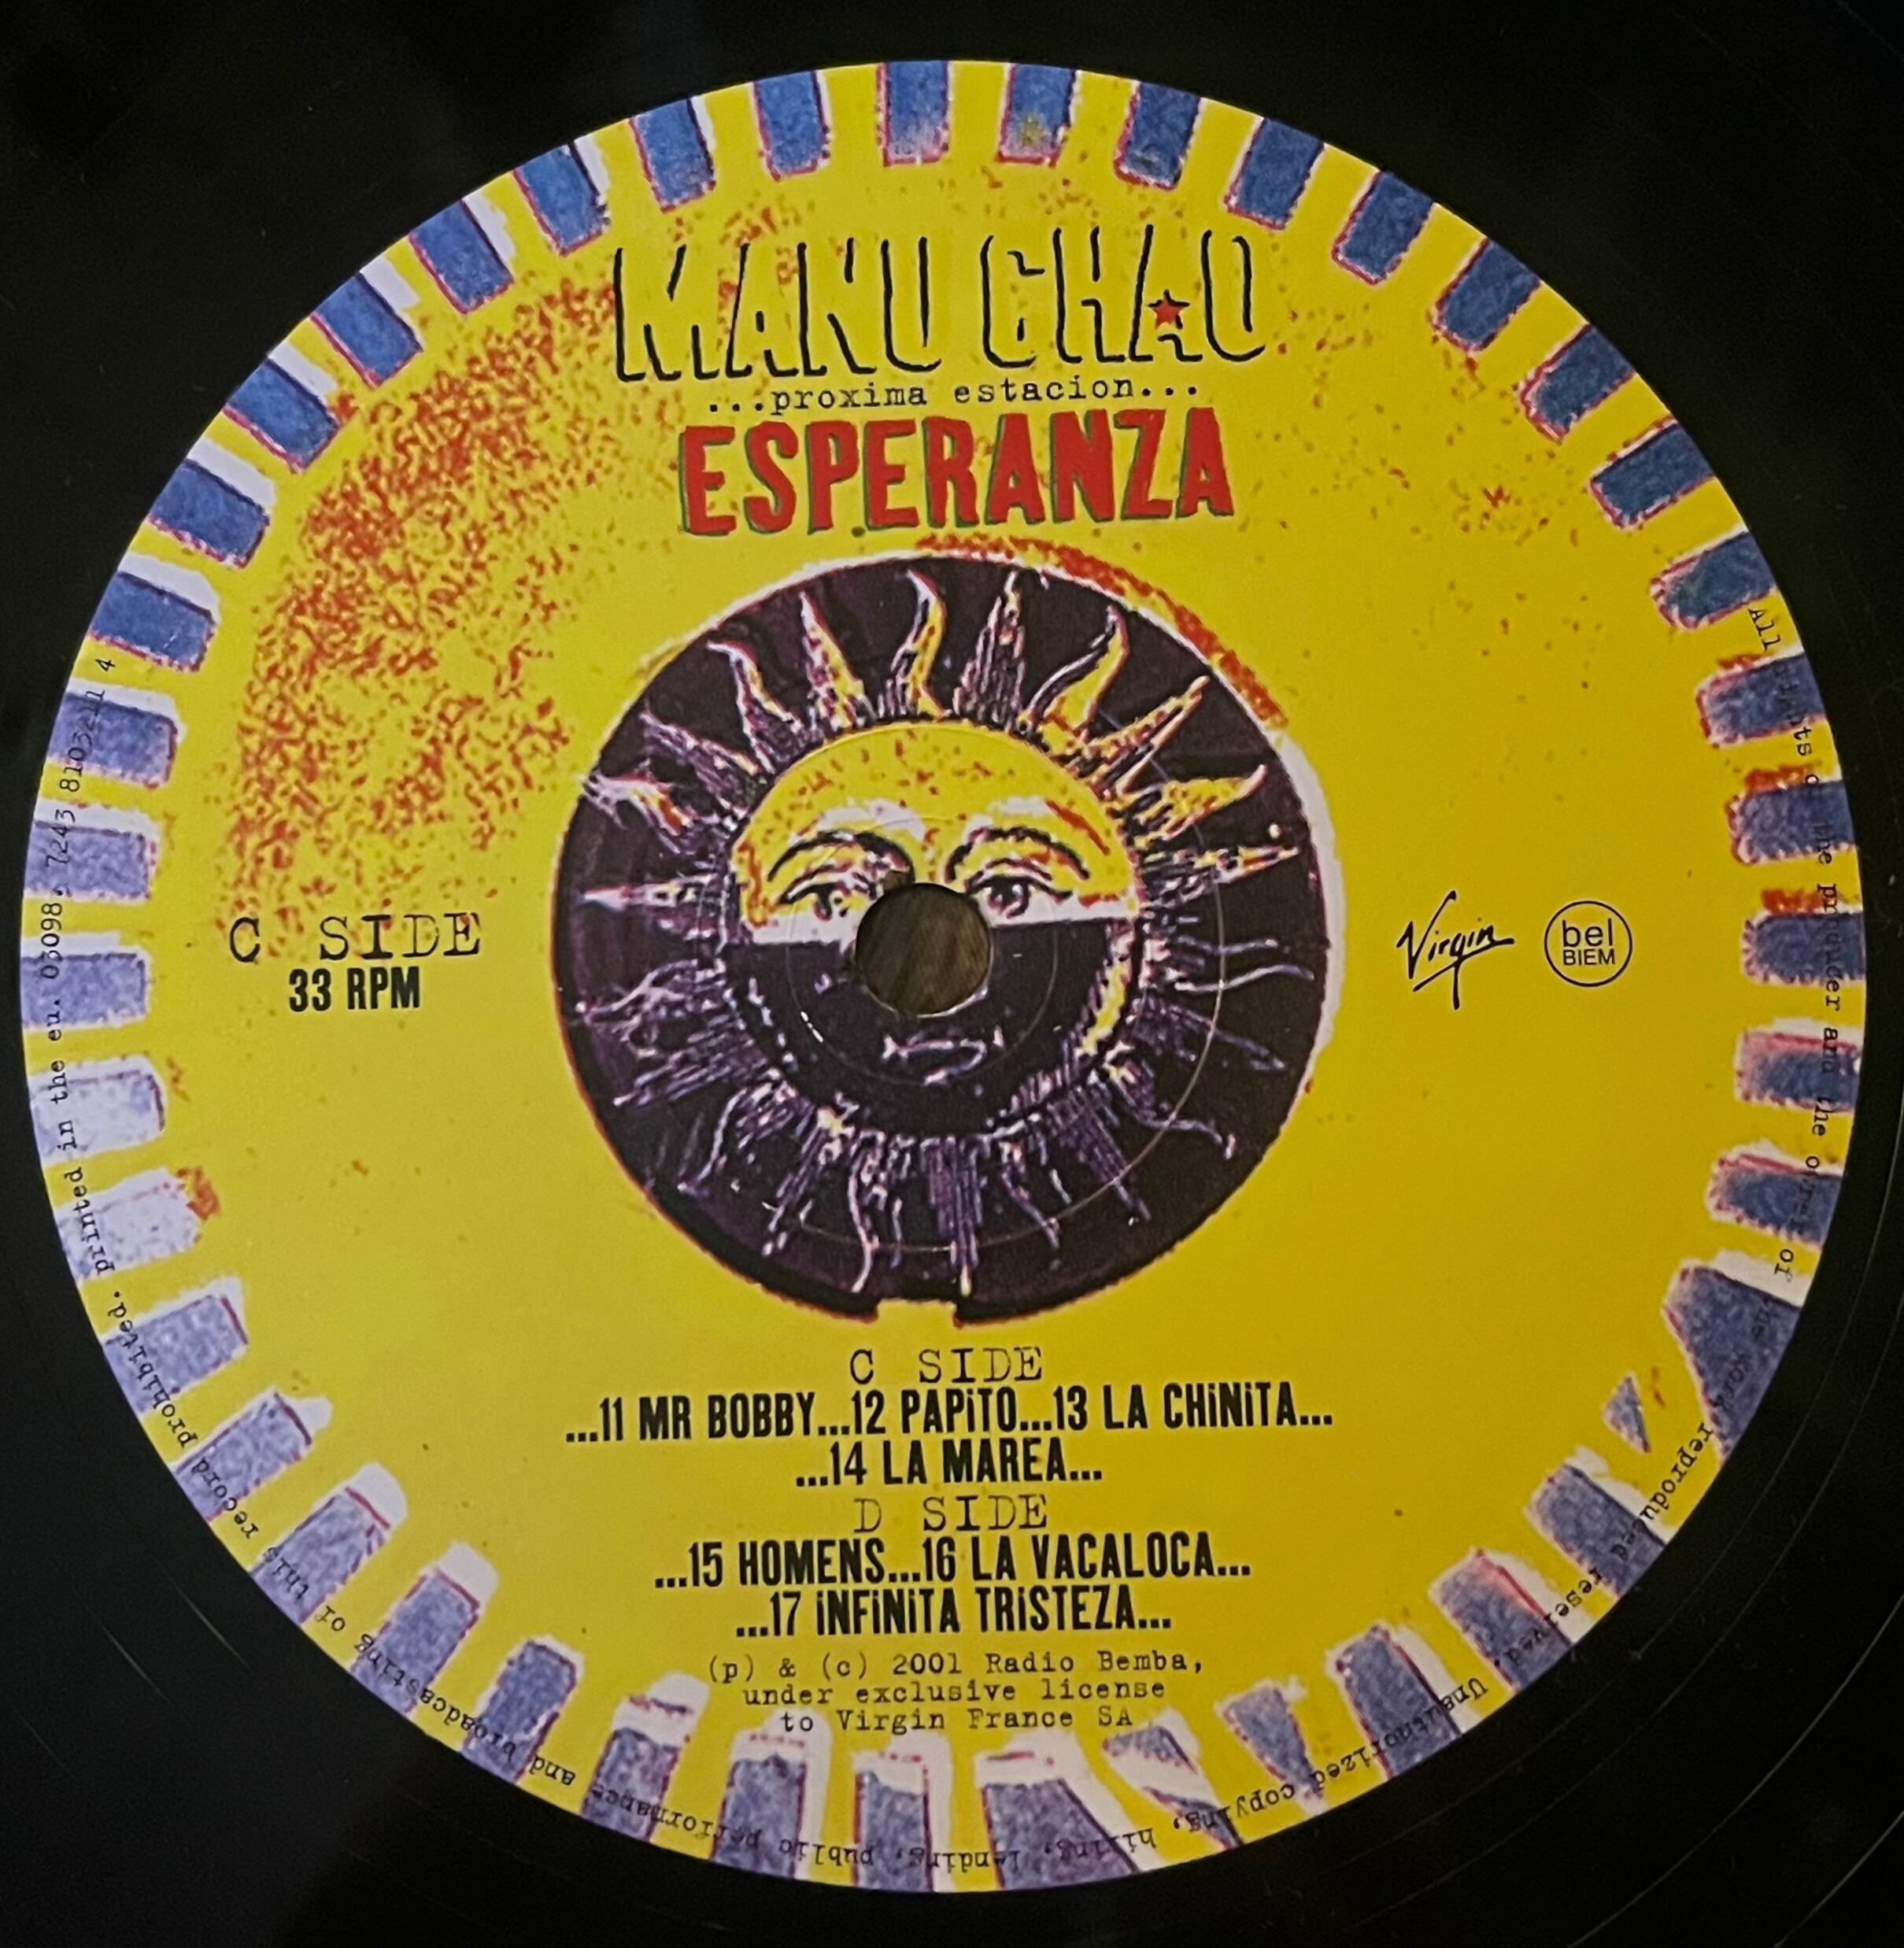 MANU CHAO
...proxima estacion...
ESPERANZA
C SIDE
33 RPM
Virgin
bel
BIEM
C SIDE
...11 MR BOBBY...12 PAPiTO...13 LA CHiNiTA...
...14 LA MAREA...
D SIDE
...15 HOMENS...16 LA VACALOCA...
...17 iNFiNiTA TRiSTEZA...
(p) & (c) 2001 Radio Bemba,
under exclusive license
to Virgin France SA
All rights of the producer and the owner of the work reproduced reserved. Unauthorized copying, hiring, lending, public performance and broadcasting of this record prohibited. printed in the eu. 03098. 7243 8103211 4